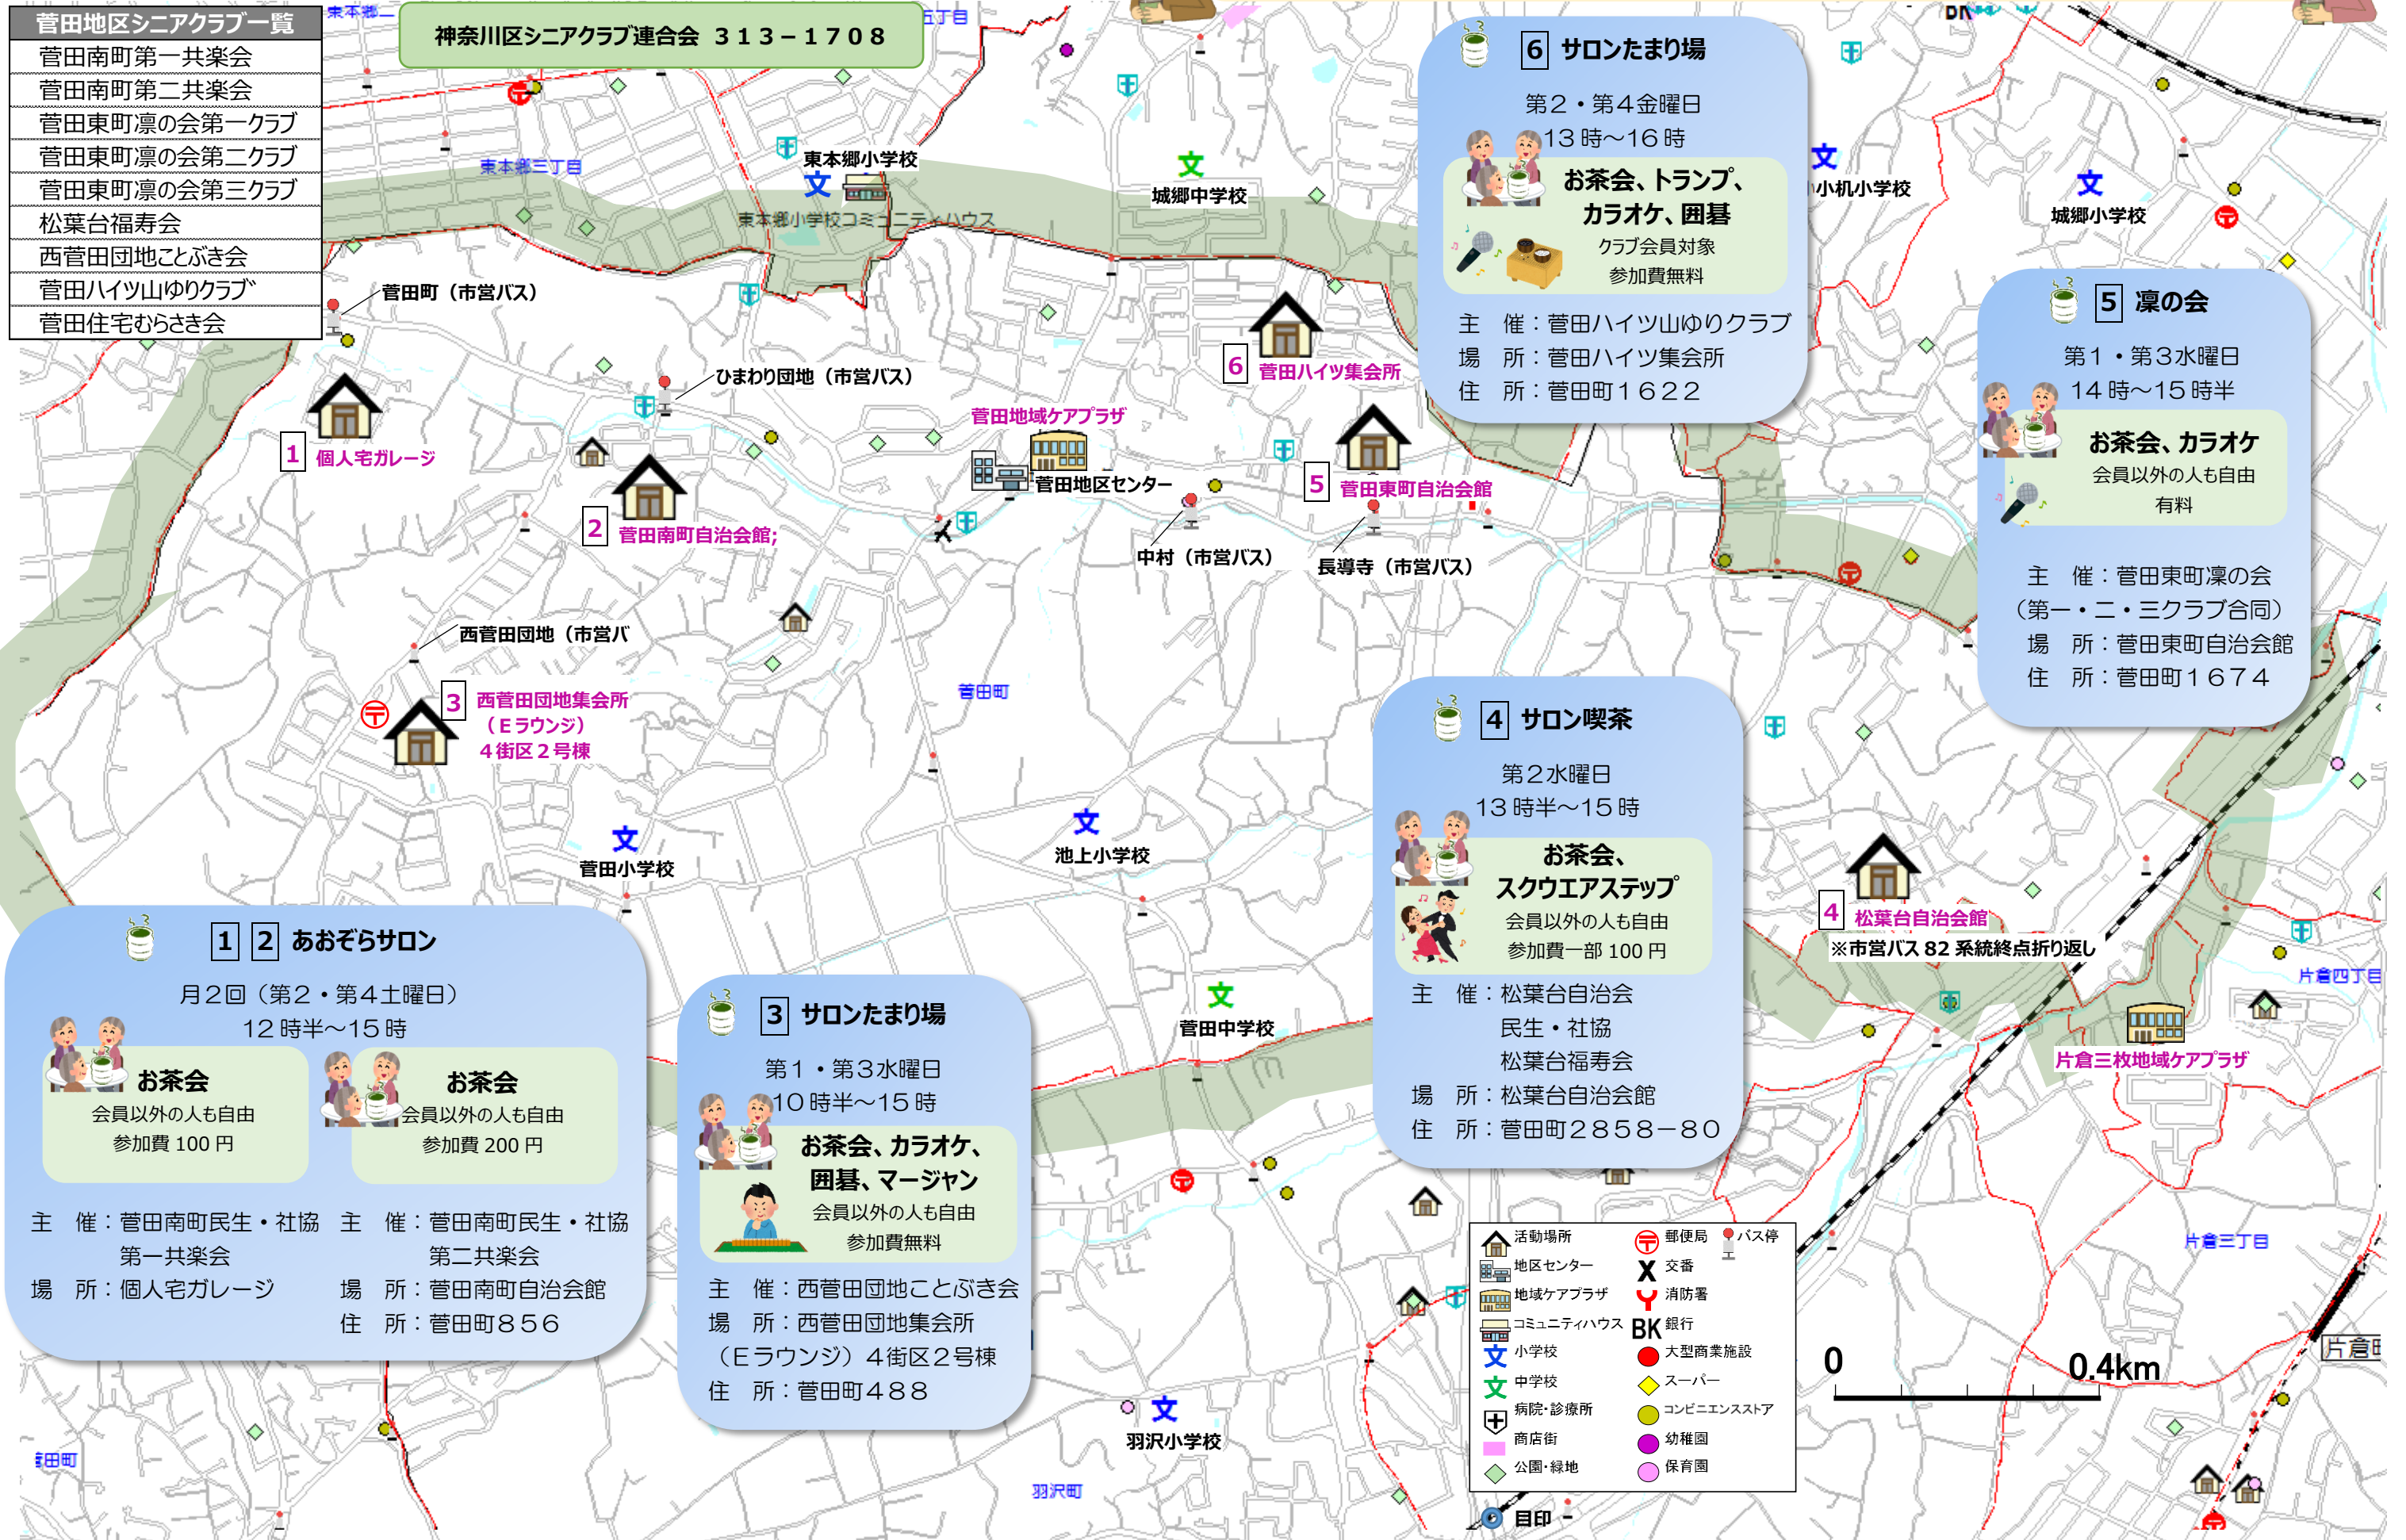 菅田地区シニアクラブ一覧
菅田南町第一共楽会
菅田南町第二共楽会
菅田東町凛の会第一クラブ
菅田東町凛の会第二クラブ
菅田東町凛の会第三クラブ
松葉台福寿会
西菅田団地ことぶき会
菅田ハイツ山ゆりクラブ
菅田住宅むらさき会
神奈川区シニアクラブ連合会 ３１３－１７０８
五丁目
東本郷三丁目
東本郷小学校
東本郷小学校コミュニティハウス
城郷中学校
小机小学校
城郷小学校
BK
菅田町（市営バス）
ひまわり団地（市営バス）
1 個人宅ガレージ
2 菅田南町自治会館;
菅田地域ケアプラザ
菅田地区センター
6 菅田ハイツ集会所
5 菅田東町自治会館
中村（市営バス）
長導寺（市営バス）
西菅田団地（市営バ
3 西菅田団地集会所
（Ｅラウンジ）
４街区２号棟
菅田町
菅田小学校
池上小学校
菅田中学校
4 松葉台自治会館
※市営バス 82 系統終点折り返し
片倉四丁目
片倉三枚地域ケアプラザ
片倉三丁目
羽沢小学校
羽沢町
菅田町
6 サロンたまり場
第２・第４金曜日
13 時～16 時
お茶会、トランプ、
カラオケ、囲碁
クラブ会員対象
参加費無料
主　催：菅田ハイツ山ゆりクラブ
場　所：菅田ハイツ集会所
住　所：菅田町１６２２
5 凜の会
第１・第３水曜日
14 時～15 時半
お茶会、カラオケ
会員以外の人も自由
有料
主　催：菅田東町凜の会
（第一・二・三クラブ合同）
場　所：菅田東町自治会館
住　所：菅田町１６７４
4 サロン喫茶
第２水曜日
13 時半～15 時
お茶会、
スクウエアステップ
会員以外の人も自由
参加費一部 100 円
主　催：松葉台自治会
民生・社協
松葉台福寿会
場　所：松葉台自治会館
住　所：菅田町２８５８－８０
1 2 あおぞらサロン
月２回（第２・第４土曜日）
12 時半～15 時
お茶会
会員以外の人も自由
参加費 100 円
主　催：菅田南町民生・社協
第一共楽会
場　所：個人宅ガレージ
お茶会
会員以外の人も自由
参加費 200 円
主　催：菅田南町民生・社協
第二共楽会
場　所：菅田南町自治会館
住　所：菅田町８５６
3 サロンたまり場
第１・第３水曜日
10 時半～15 時
お茶会、カラオケ、
囲碁、マージャン
会員以外の人も自由
参加費無料
主　催：西菅田団地ことぶき会
場　所：西菅田団地集会所
（Ｅラウンジ）４街区２号棟
住　所：菅田町４８８
活動場所
地区センター
地域ケアプラザ
コミュニティハウス
文 小学校
文 中学校
病院・診療所
商店街
公園・緑地
郵便局
バス停
X 交番
消防署
BK 銀行
大型商業施設
スーパー
コンビニエンスストア
幼稚園
保育園
目印
0 0.4km